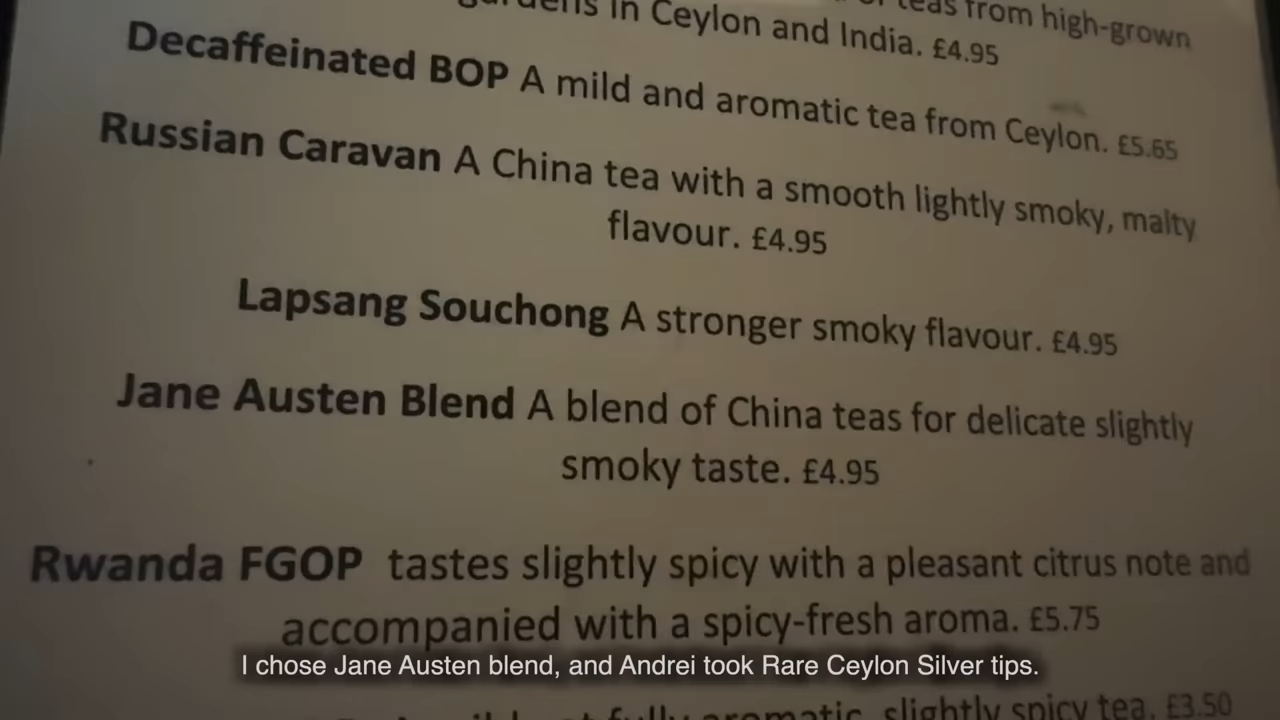 teas from high-grown
gardens in Ceylon and India. £4.95
Decaffeinated BOP A mild and aromatic tea from Ceylon. £5.65
Russian Caravan A China tea with a smooth lightly smoky, malty
flavour. £4.95
Lapsang Souchong A stronger smoky flavour. £4.95
Jane Austen Blend A blend of China teas for delicate slightly
smoky taste. £4.95
Rwanda FGOP tastes slightly spicy with a pleasant citrus note and
accompanied with a spicy-fresh aroma. £5.75
I chose Jane Austen blend, and Andrei took Rare Ceylon Silver tips.
aromatic, slightly spicy tea. £3.50